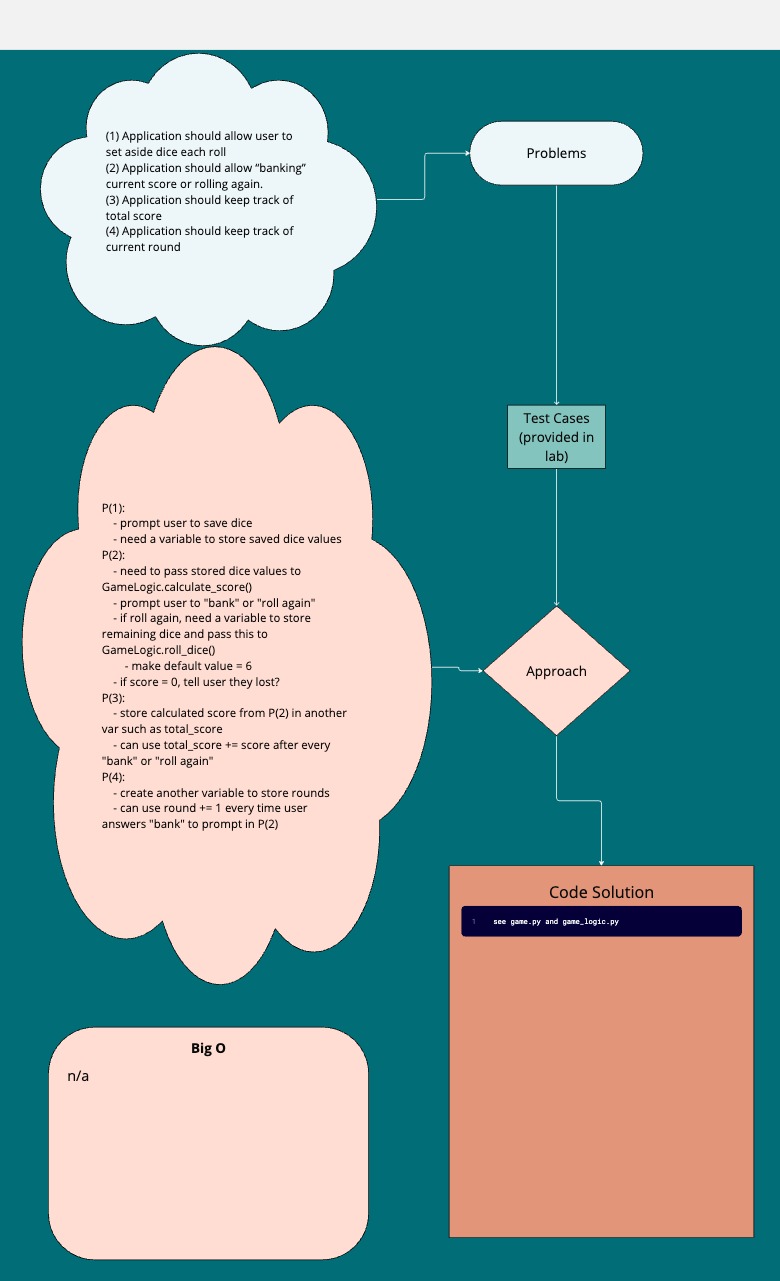 (1) Application should allow user to
set aside dice each roll
(2) Application should allow “banking”
current score or rolling again.
(3) Application should keep track of
total score
(4) Application should keep track of
current round
Problems
Test Cases
(provided in
lab)
P(1):
- prompt user to save dice
- need a variable to store saved dice values
P(2):
- need to pass stored dice values to
GameLogic.calculate_score()
- prompt user to "bank" or "roll again"
- if roll again, need a variable to store
remaining dice and pass this to
GameLogic.roll_dice()
- make default value = 6
- if score = 0, tell user they lost?
P(3):
- store calculated score from P(2) in another
var such as total_score
- can use total_score += score after every
"bank" or "roll again"
P(4):
- create another variable to store rounds
- can use round += 1 every time user
answers "bank" to prompt in P(2)
Approach
Code Solution
1 see game.py and game_logic.py
Big O
n/a